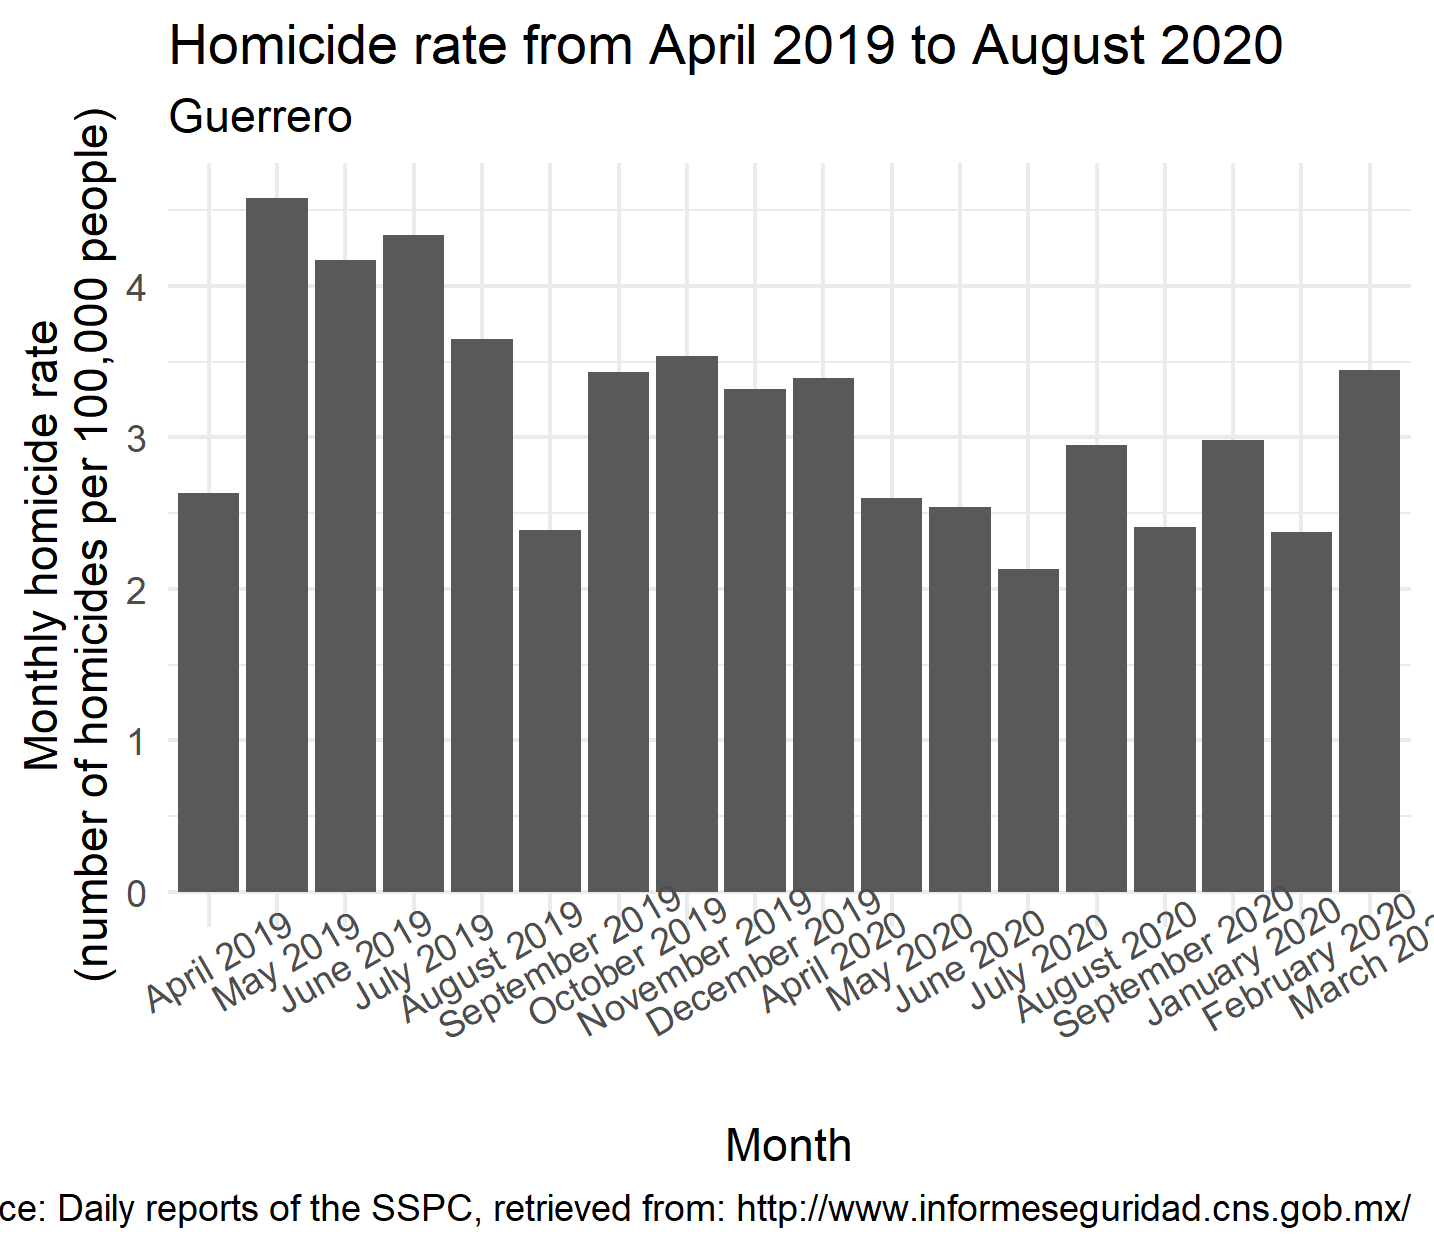 Homicide rate from April 2019 to August 2020
Guerrero
Monthly homicide rate
(number of homicides per 100,000 people)
4
3
2
1
0
April 2019
May 2019
June 2019
July 2019
August 2019
September 2019
October 2019
November 2019
December 2019
April 2020
May 2020
June 2020
July 2020
August 2020
September 2020
January 2020
February 2020
March 202
Month
ce: Daily reports of the SSPC, retrieved from: http://www.informeseguridad.cns.gob.mx/